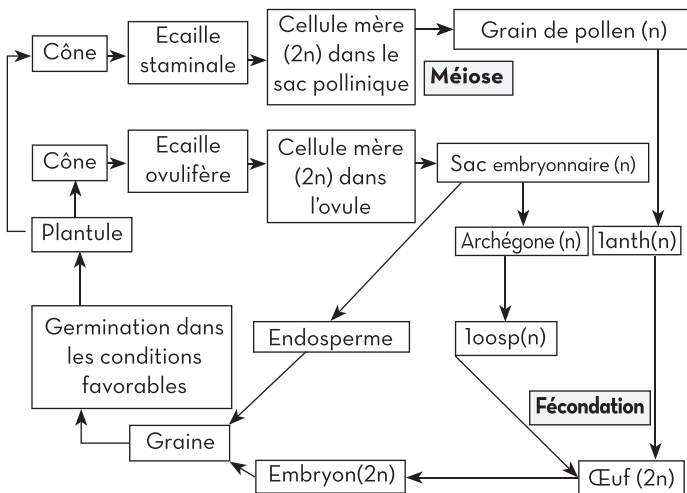 Cône
Ecaille
staminale
Cellule mère
(2n) dans le
sac pollinique
Grain de pollen (n)
Méiose
Cône
Ecaille
ovulifère
Cellule mère
(2n) dans
l'ovule
Sac embryonnaire (n)
Plantule
Archégone (n)
1anth(n)
Germination dans
les conditions
favorables
Endosperme
1oosp(n)
Fécondation
Graine
Embryon(2n)
Œuf (2n)